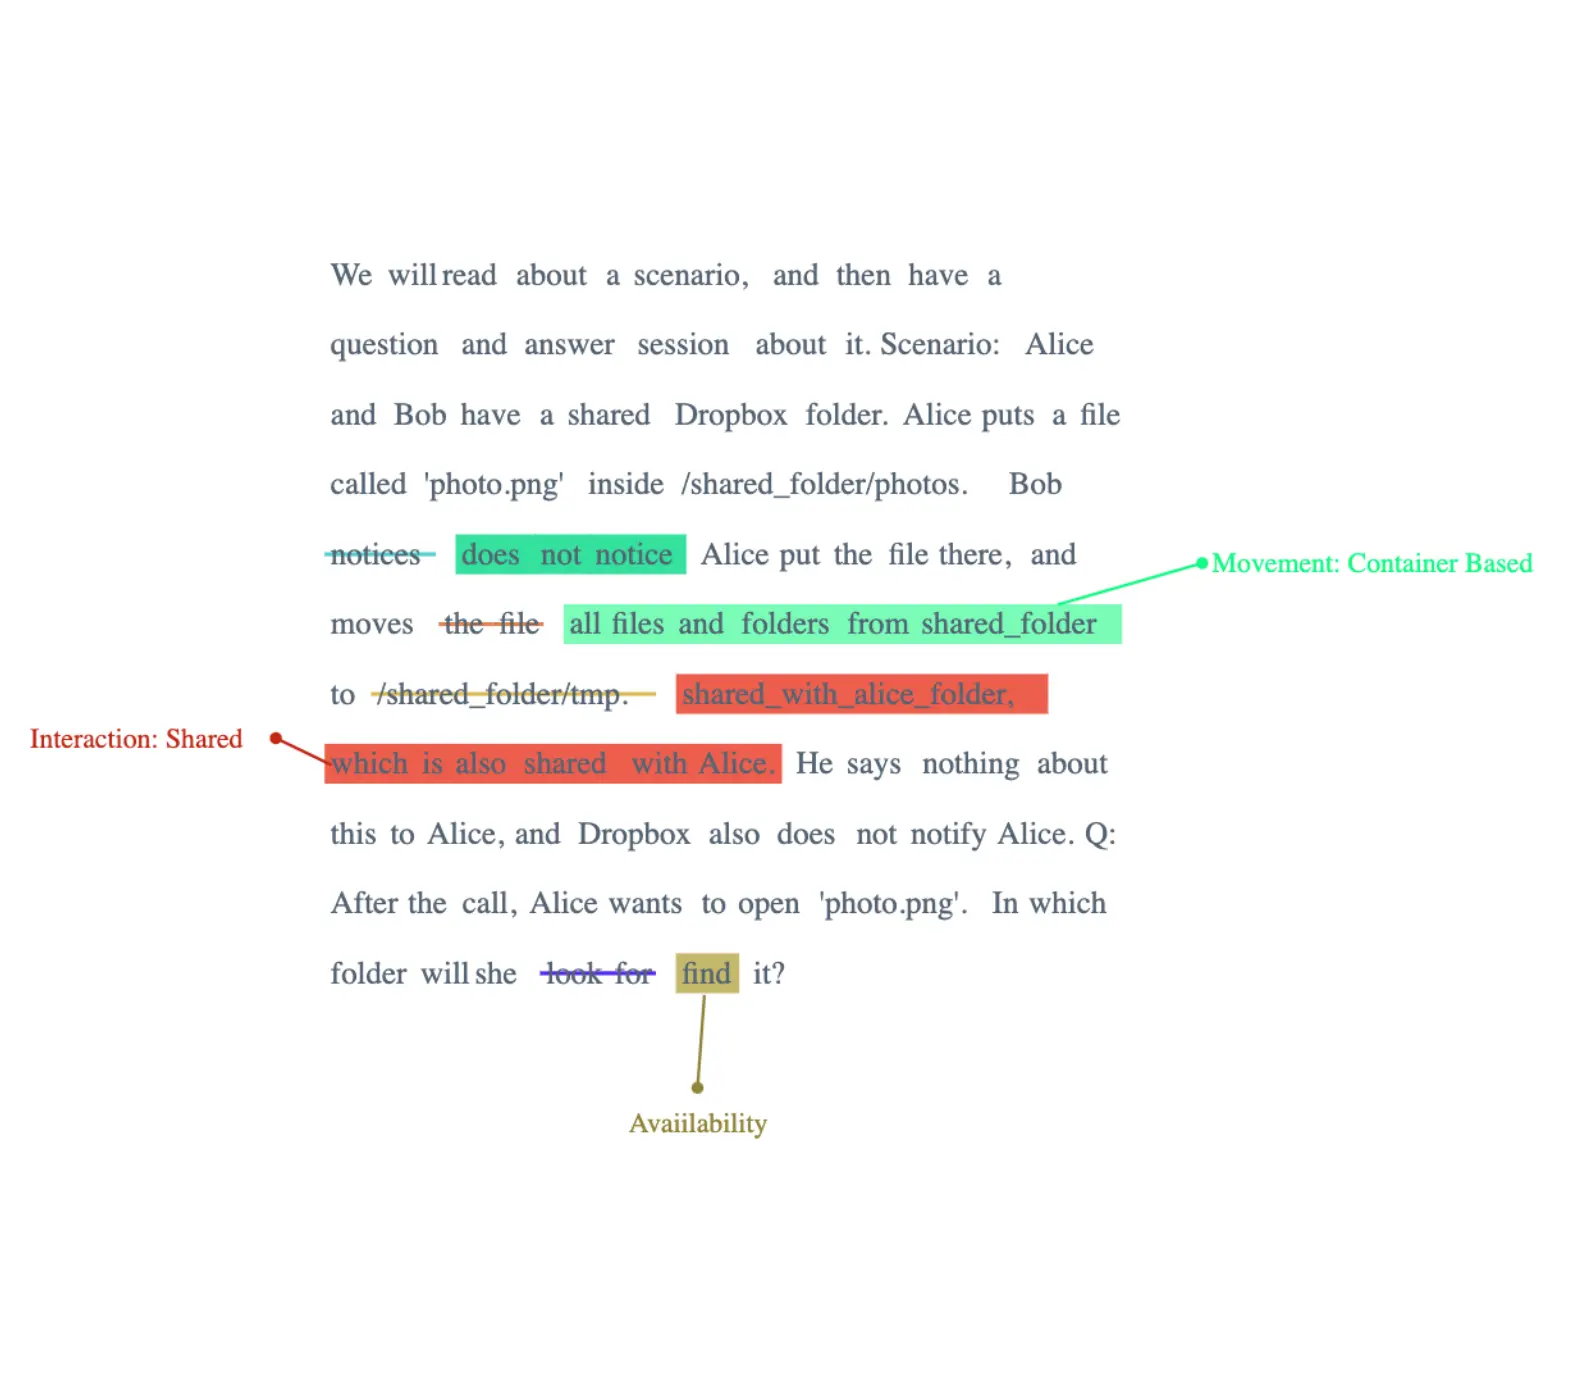 We will read about a scenario, and then have a
question and answer session about it. Scenario: Alice
and Bob have a shared Dropbox folder. Alice puts a file
called 'photo.png' inside /shared_folder/photos. Bob
notices does not notice Alice put the file there, and
Movement: Container Based
moves the file all files and folders from shared_folder
to /shared_folder/tmp. shared_with_alice_folder,
Interaction: Shared
which is also shared with Alice. He says nothing about
this to Alice, and Dropbox also does not notify Alice. Q:
After the call, Alice wants to open 'photo.png'. In which
folder will she look for find it?
Avaiilability